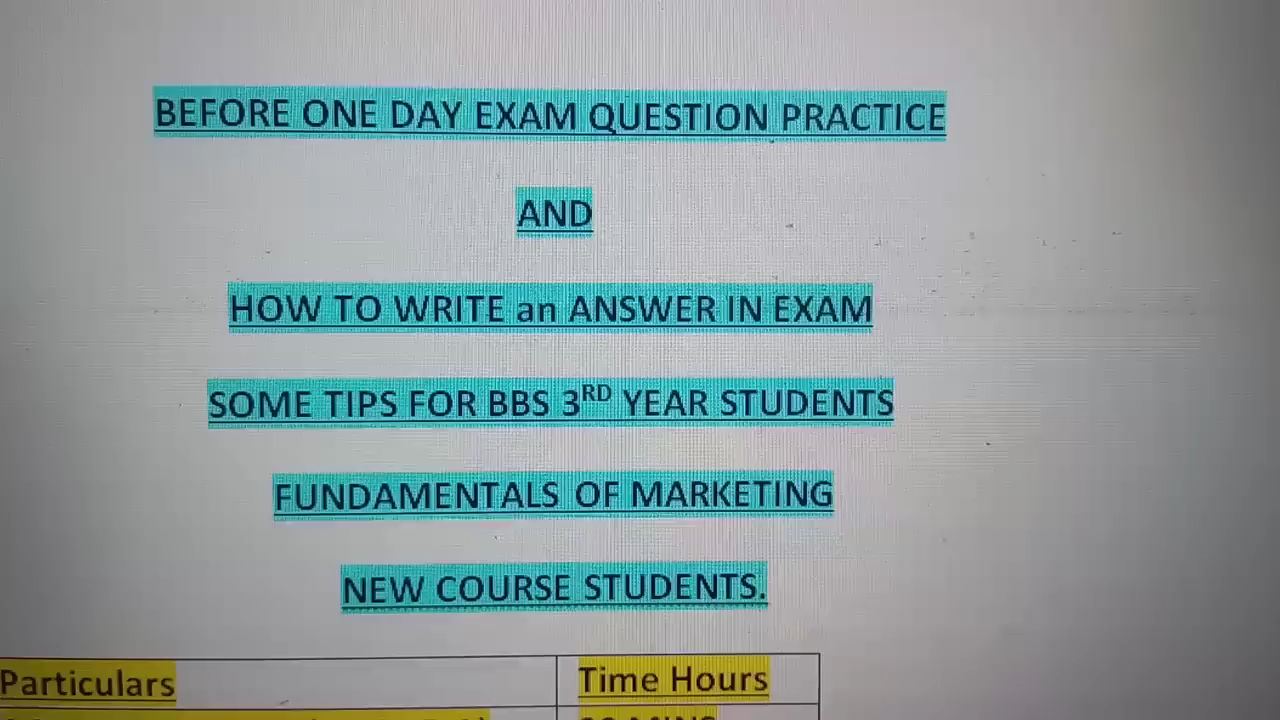 BEFORE ONE DAY EXAM QUESTION PRACTICE
AND
HOW TO WRITE an ANSWER IN EXAM
SOME TIPS FOR BBS 3RD YEAR STUDENTS
FUNDAMENTALS OF MARKETING
NEW COURSE STUDENTS.
Particulars Time Hours